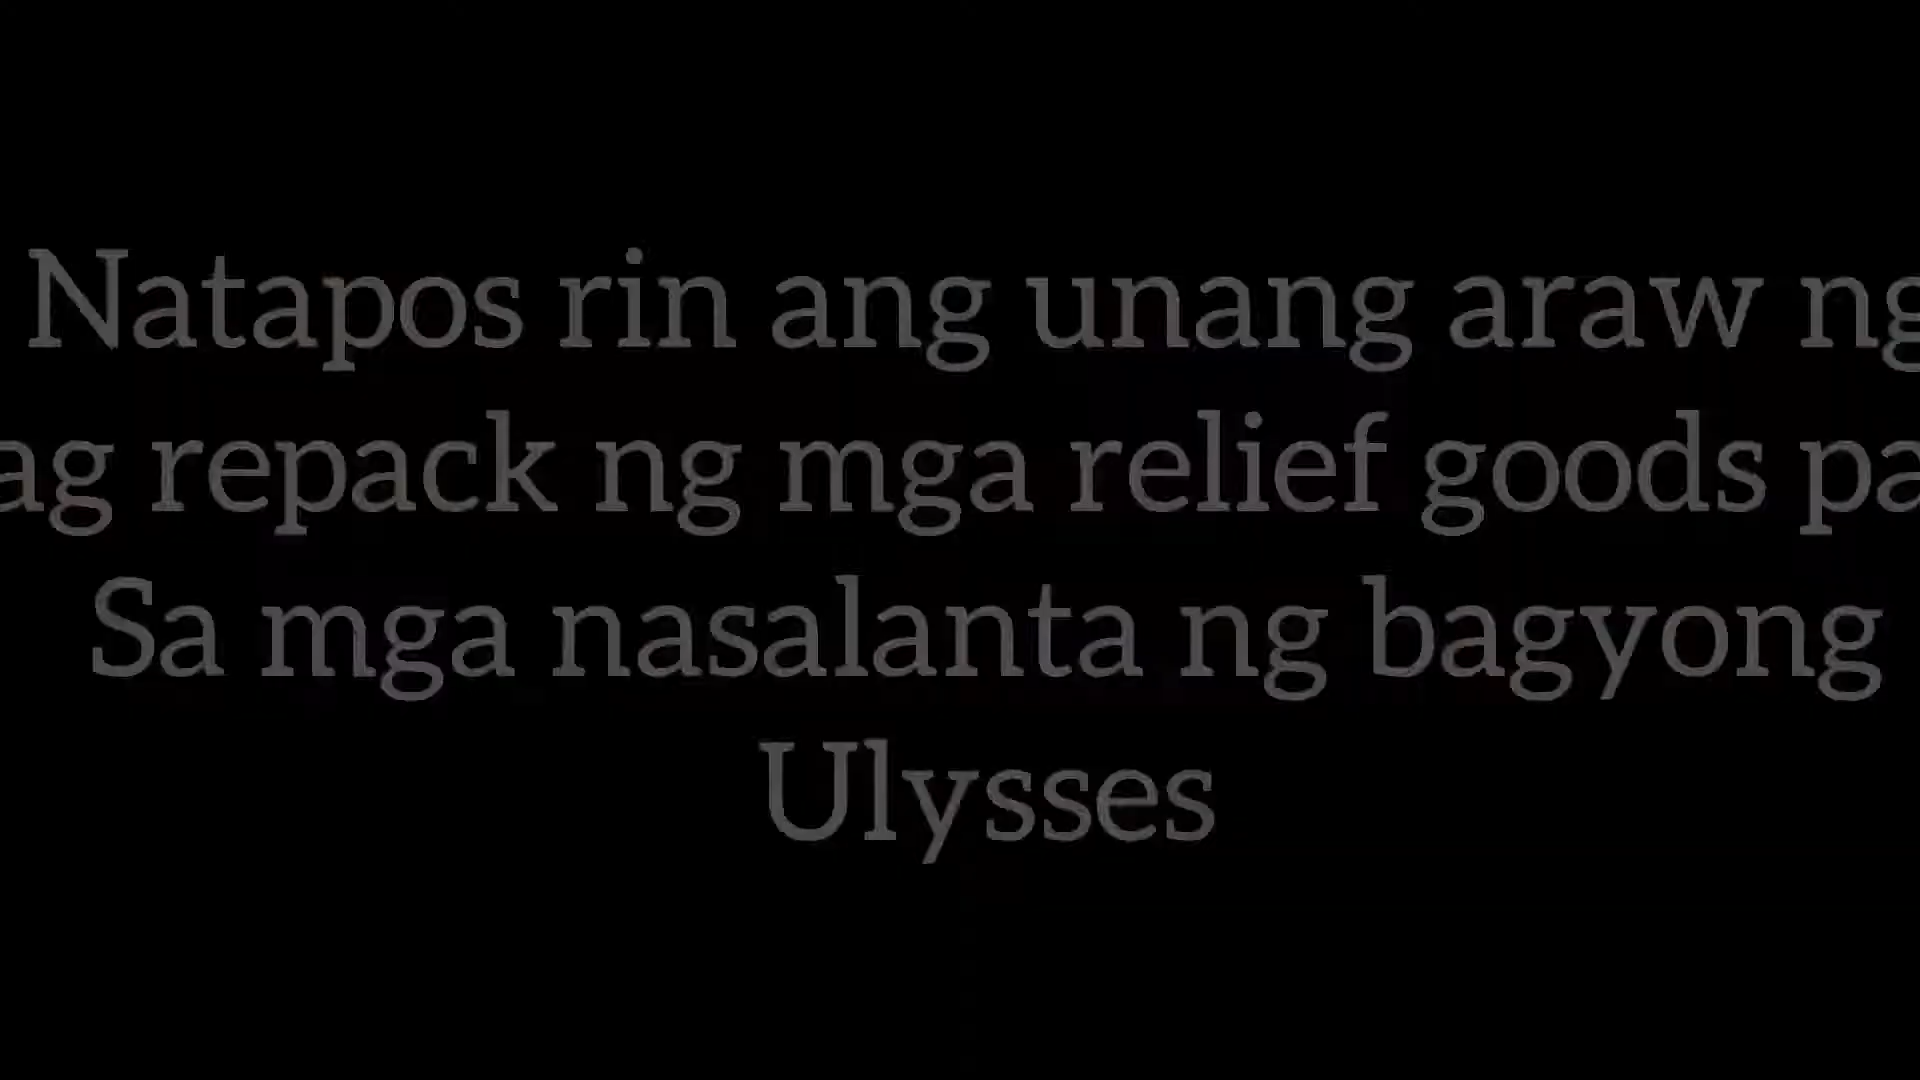 Natapos rin ang unang araw ng
ag repack ng mga relief goods pa
Sa mga nasalanta ng bagyong
Ulysses